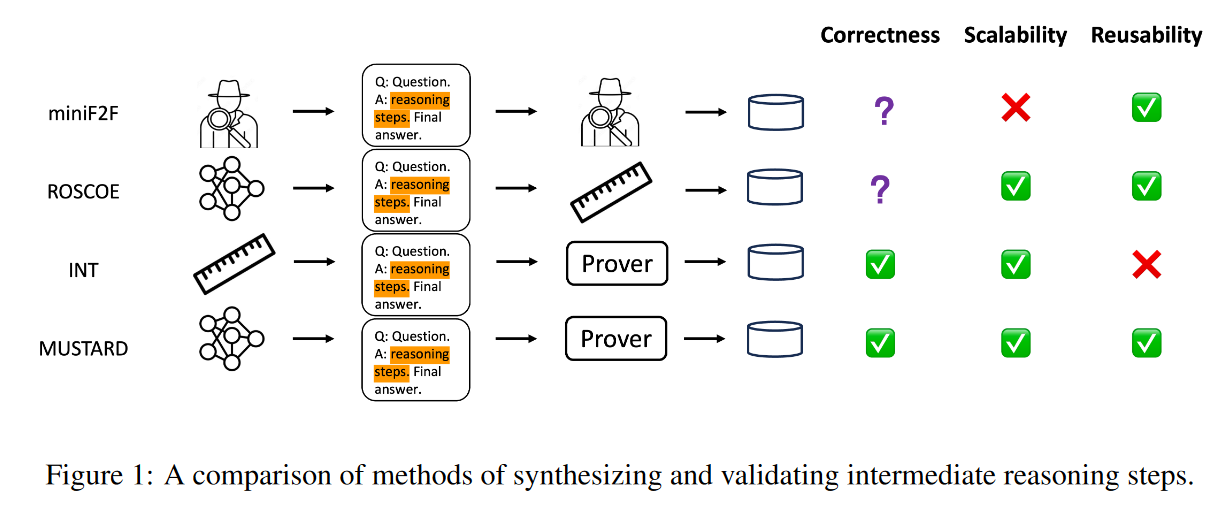 Correctness Scalability Reusability
miniF2F
Q: Question.
A: reasoning
steps. Final
answer.
?
ROSCOE
Q: Question.
A: reasoning
steps. Final
answer.
?
INT
Q: Question.
A: reasoning
steps. Final
answer.
Prover
MUSTARD
Q: Question.
A: reasoning
steps. Final
answer.
Prover
Figure 1: A comparison of methods of synthesizing and validating intermediate reasoning steps.